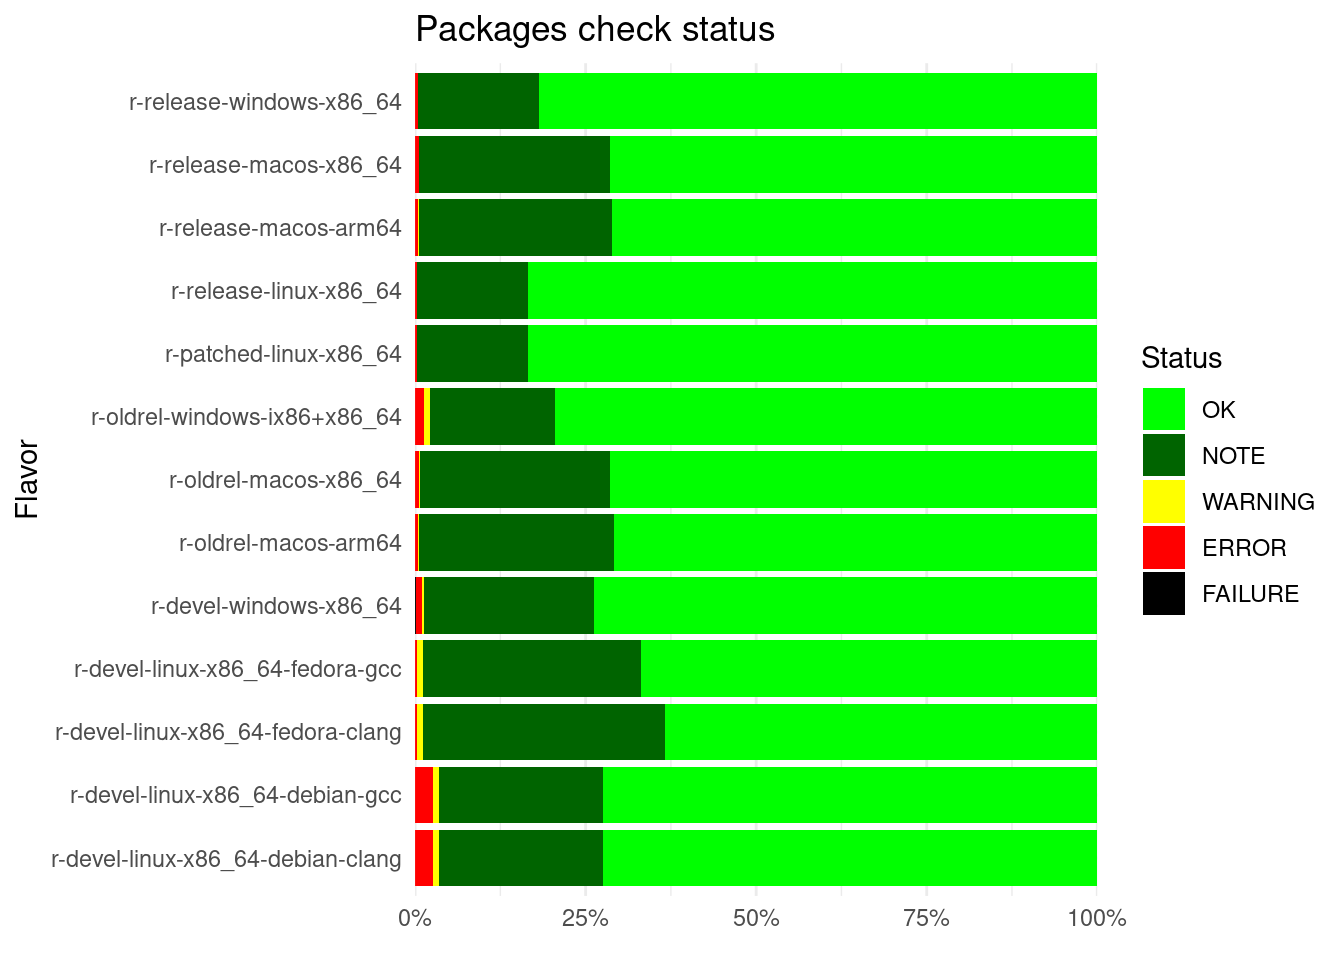 Packages check status
Flavor
r-release-windows-x86_64
r-release-macos-x86_64
r-release-macos-arm64
r-release-linux-x86_64
r-patched-linux-x86_64
r-oldrel-windows-ix86+x86_64
r-oldrel-macos-x86_64
r-oldrel-macos-arm64
r-devel-windows-x86_64
r-devel-linux-x86_64-fedora-gcc
r-devel-linux-x86_64-fedora-clang
r-devel-linux-x86_64-debian-gcc
r-devel-linux-x86_64-debian-clang
0% 25% 50% 75% 100%
Status
OK
NOTE
WARNING
ERROR
FAILURE